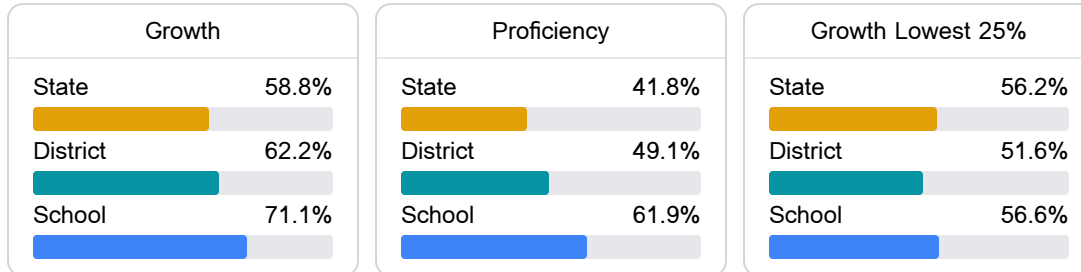 Growth
State 58.8%
District 62.2%
School 71.1%
Proficiency
State 41.8%
District 49.1%
School 61.9%
Growth Lowest 25%
State 56.2%
District 51.6%
School 56.6%